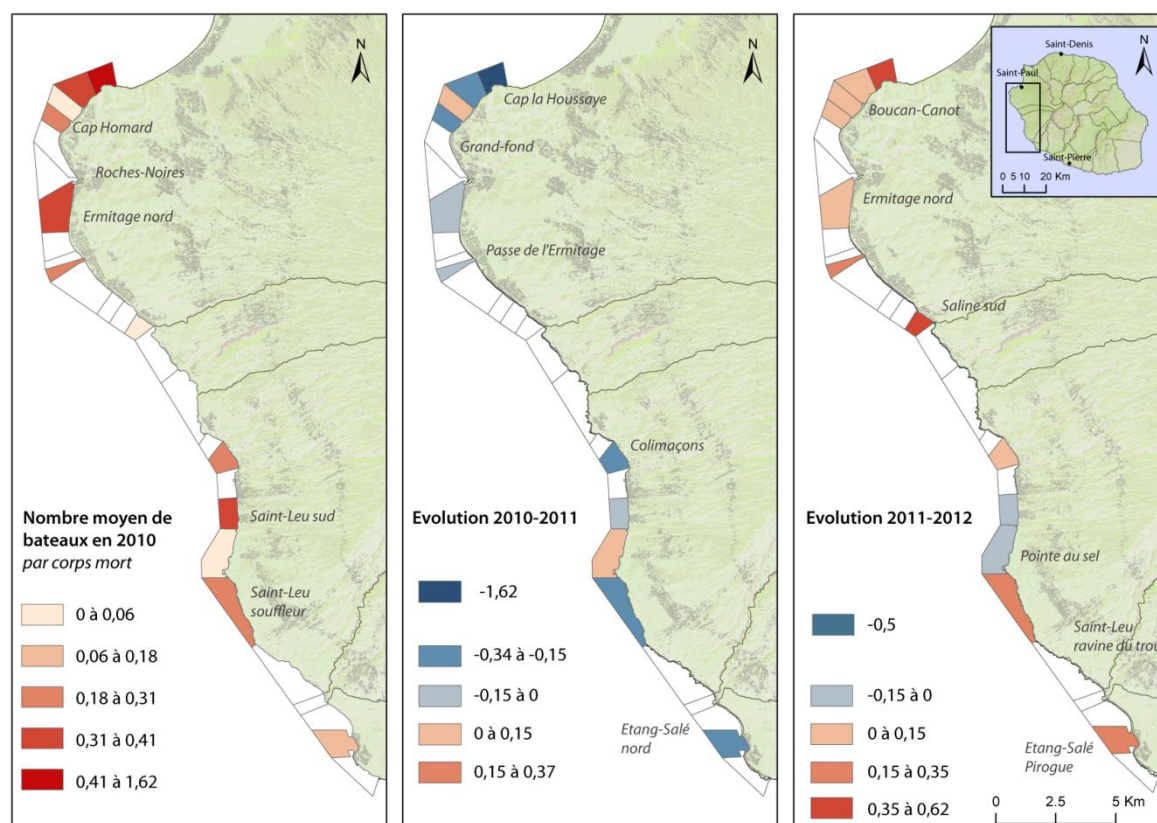 N
Cap Homard
Roches-Noires
Ermitage nord
Saint-Leu sud
Saint-Leu
souffleur
Nombre moyen de
bateaux en 2010
par corps mort
0 à 0,06
0,06 à 0,18
0,18 à 0,31
0,31 à 0,41
0,41 à 1,62
N
Cap la Houssaye
Grand-fond
Passe de l'Ermitage
Colimaçons
Etang-Salé
nord
Evolution 2010-2011
-1,62
-0,34 à -0,15
-0,15 à 0
0 à 0,15
0,15 à 0,37
N
Saint-Denis
Saint-Paul
Saint-Pierre
0 5 10 20 Km
Boucan-Canot
Ermitage nord
Saline sud
Pointe au sel
Saint-Leu
ravine du trou
Etang-Salé
Pirogue
Evolution 2011-2012
-0,5
-0,15 à 0
0 à 0,15
0,15 à 0,35
0,35 à 0,62
0 2.5 5 Km